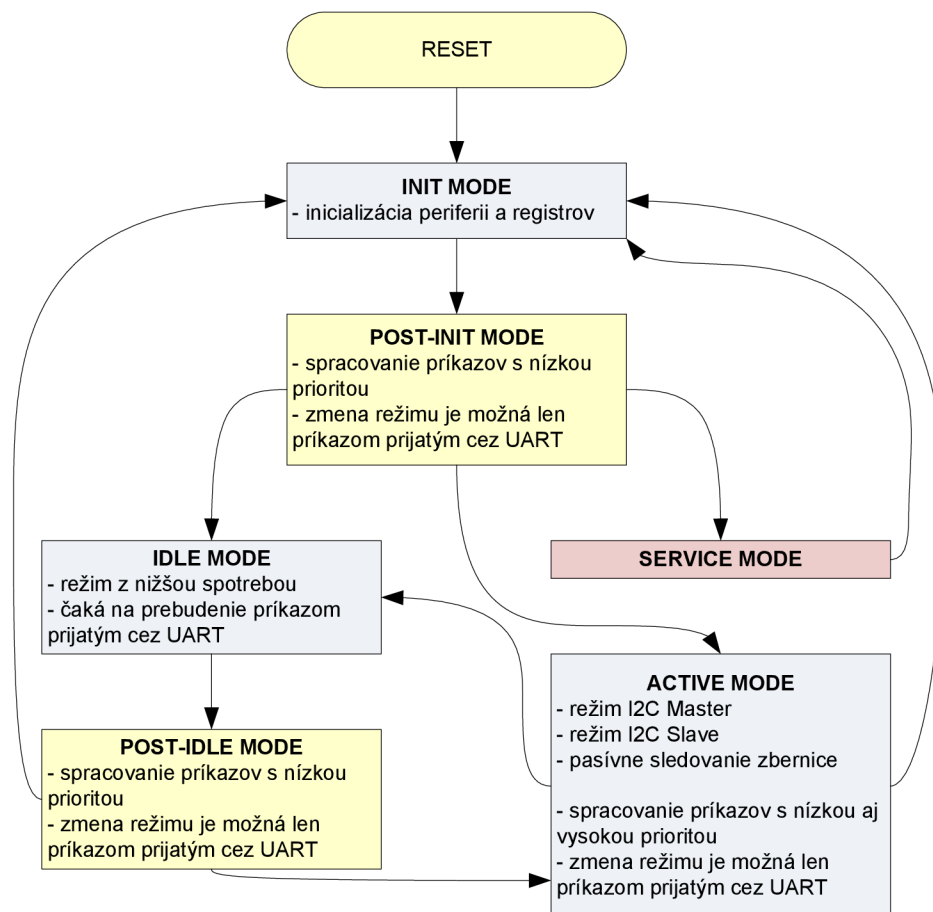 RESET
INIT MODE
- inicializácia periferii a registrov
POST-INIT MODE
- spracovanie príkazov s nízkou
prioritou
- zmena režimu je možná len
príkazom prijatým cez UART
IDLE MODE
- režim z nižšou spotrebou
- čaká na prebudenie príkazom
prijatým cez UART
SERVICE MODE
POST-IDLE MODE
- spracovanie príkazov s nízkou
prioritou
- zmena režimu je možná len
príkazom prijatým cez UART
ACTIVE MODE
- režim I2C Master
- režim I2C Slave
- pasívne sledovanie zbernice
- spracovanie príkazov s nízkou aj
vysokou prioritou
- zmena režimu je možná len
príkazom prijatým cez UART